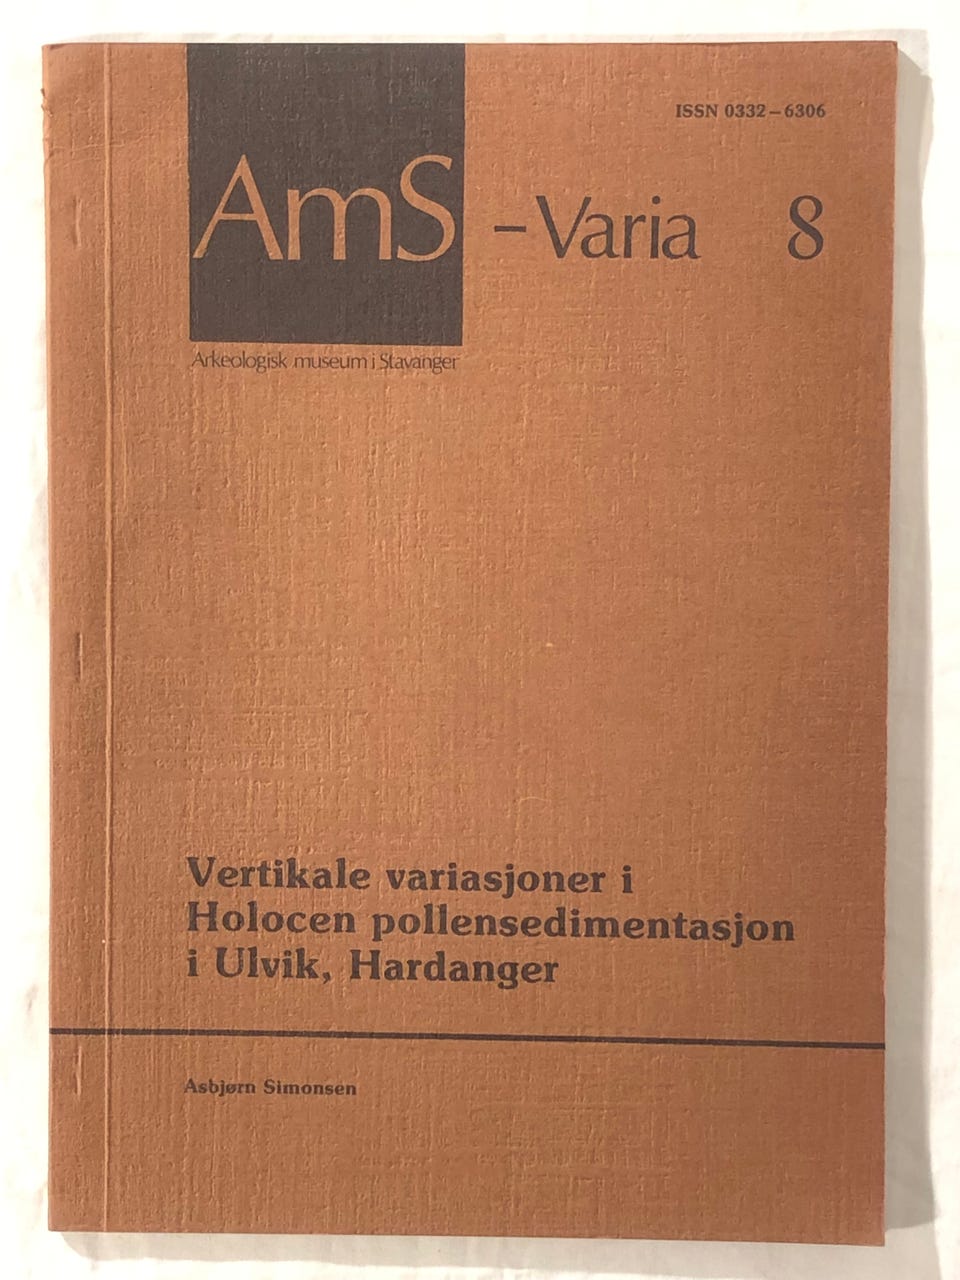 ISSN 0332–6306
AmS –Varia 8
Arkeologisk museum i Stavanger
Vertikale variasjoner i
Holocen pollensedimentasjon
i Ulvik, Hardanger
Asbjørn Simonsen